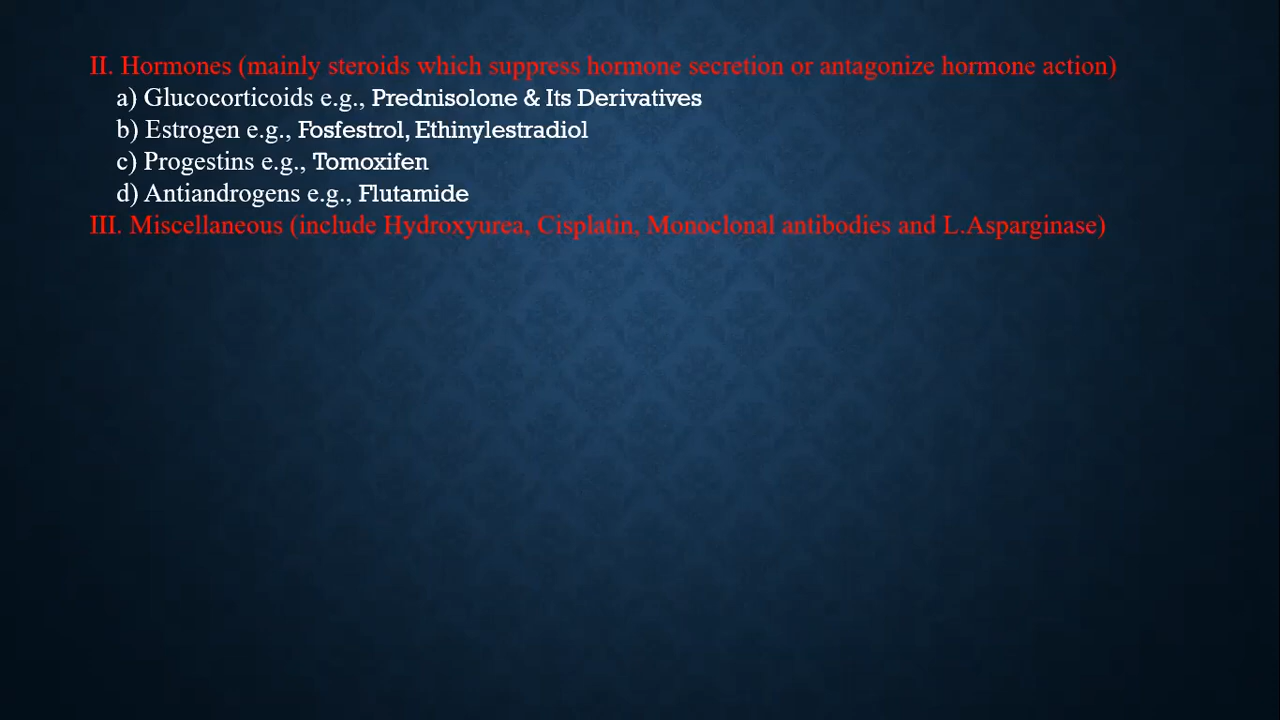 II. Hormones (mainly steroids which suppress hormone secretion or antagonize hormone action)
a) Glucocorticoids e.g., Prednisolone & Its Derivatives
b) Estrogen e.g., Fosfestrol, Ethinylestradiol
c) Progestins e.g., Tomoxifen
d) Antiandrogens e.g., Flutamide
III. Miscellaneous (include Hydroxyurea, Cisplatin, Monoclonal antibodies and L.Asparginase)